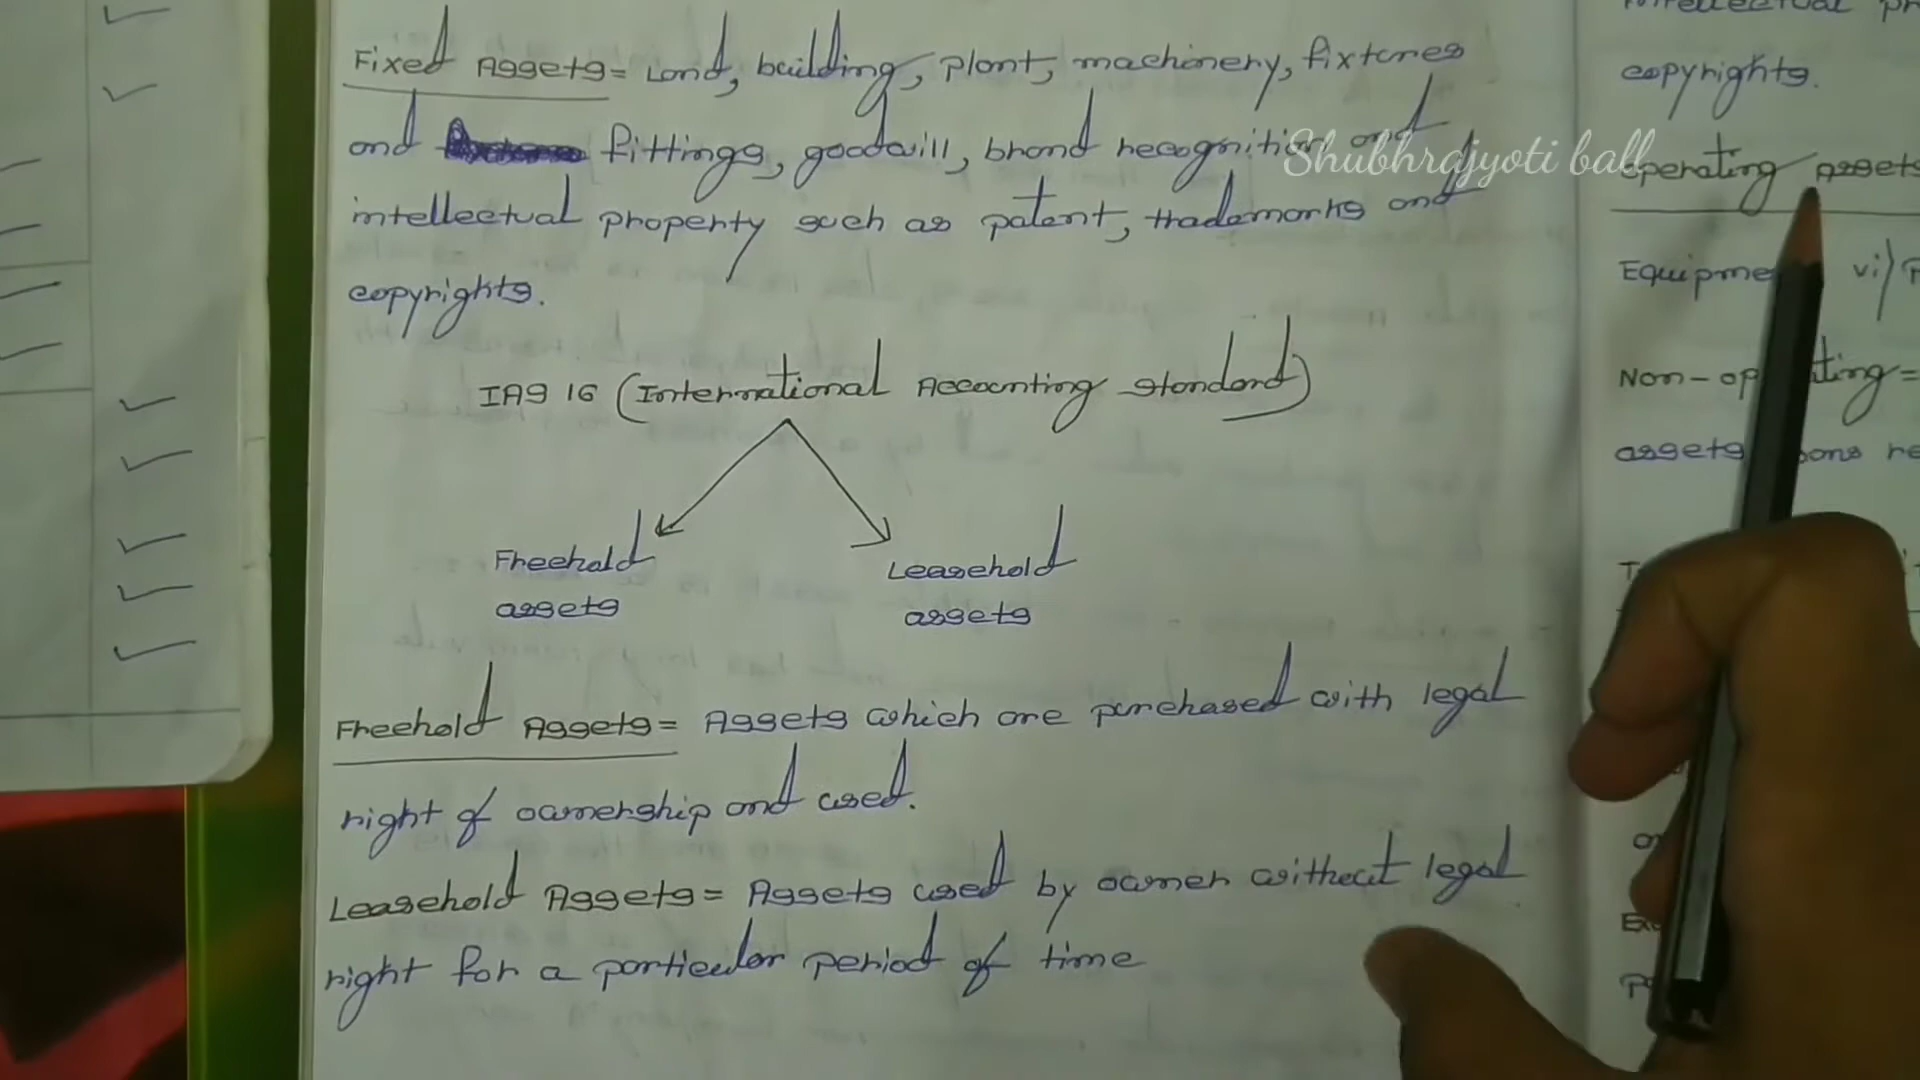 Fixed Assets = Land, building, plant, machinery, fixtures
and fittings, goodwill, brand recognition and
intellectual property such as patent, trademarks and
copyrights.
IAS 16 (International Accounting Standard)
Freehold
assets
Leasehold
assets
Freehold Assets = Assets which are purchased with legal
right of ownership and used.
Leasehold Assets = Assets used by owner without legal
right for a particular period of time
Shubhrajyoti ball
intellectual
copyrights.
Operating Assets
vi)
Non-
assets